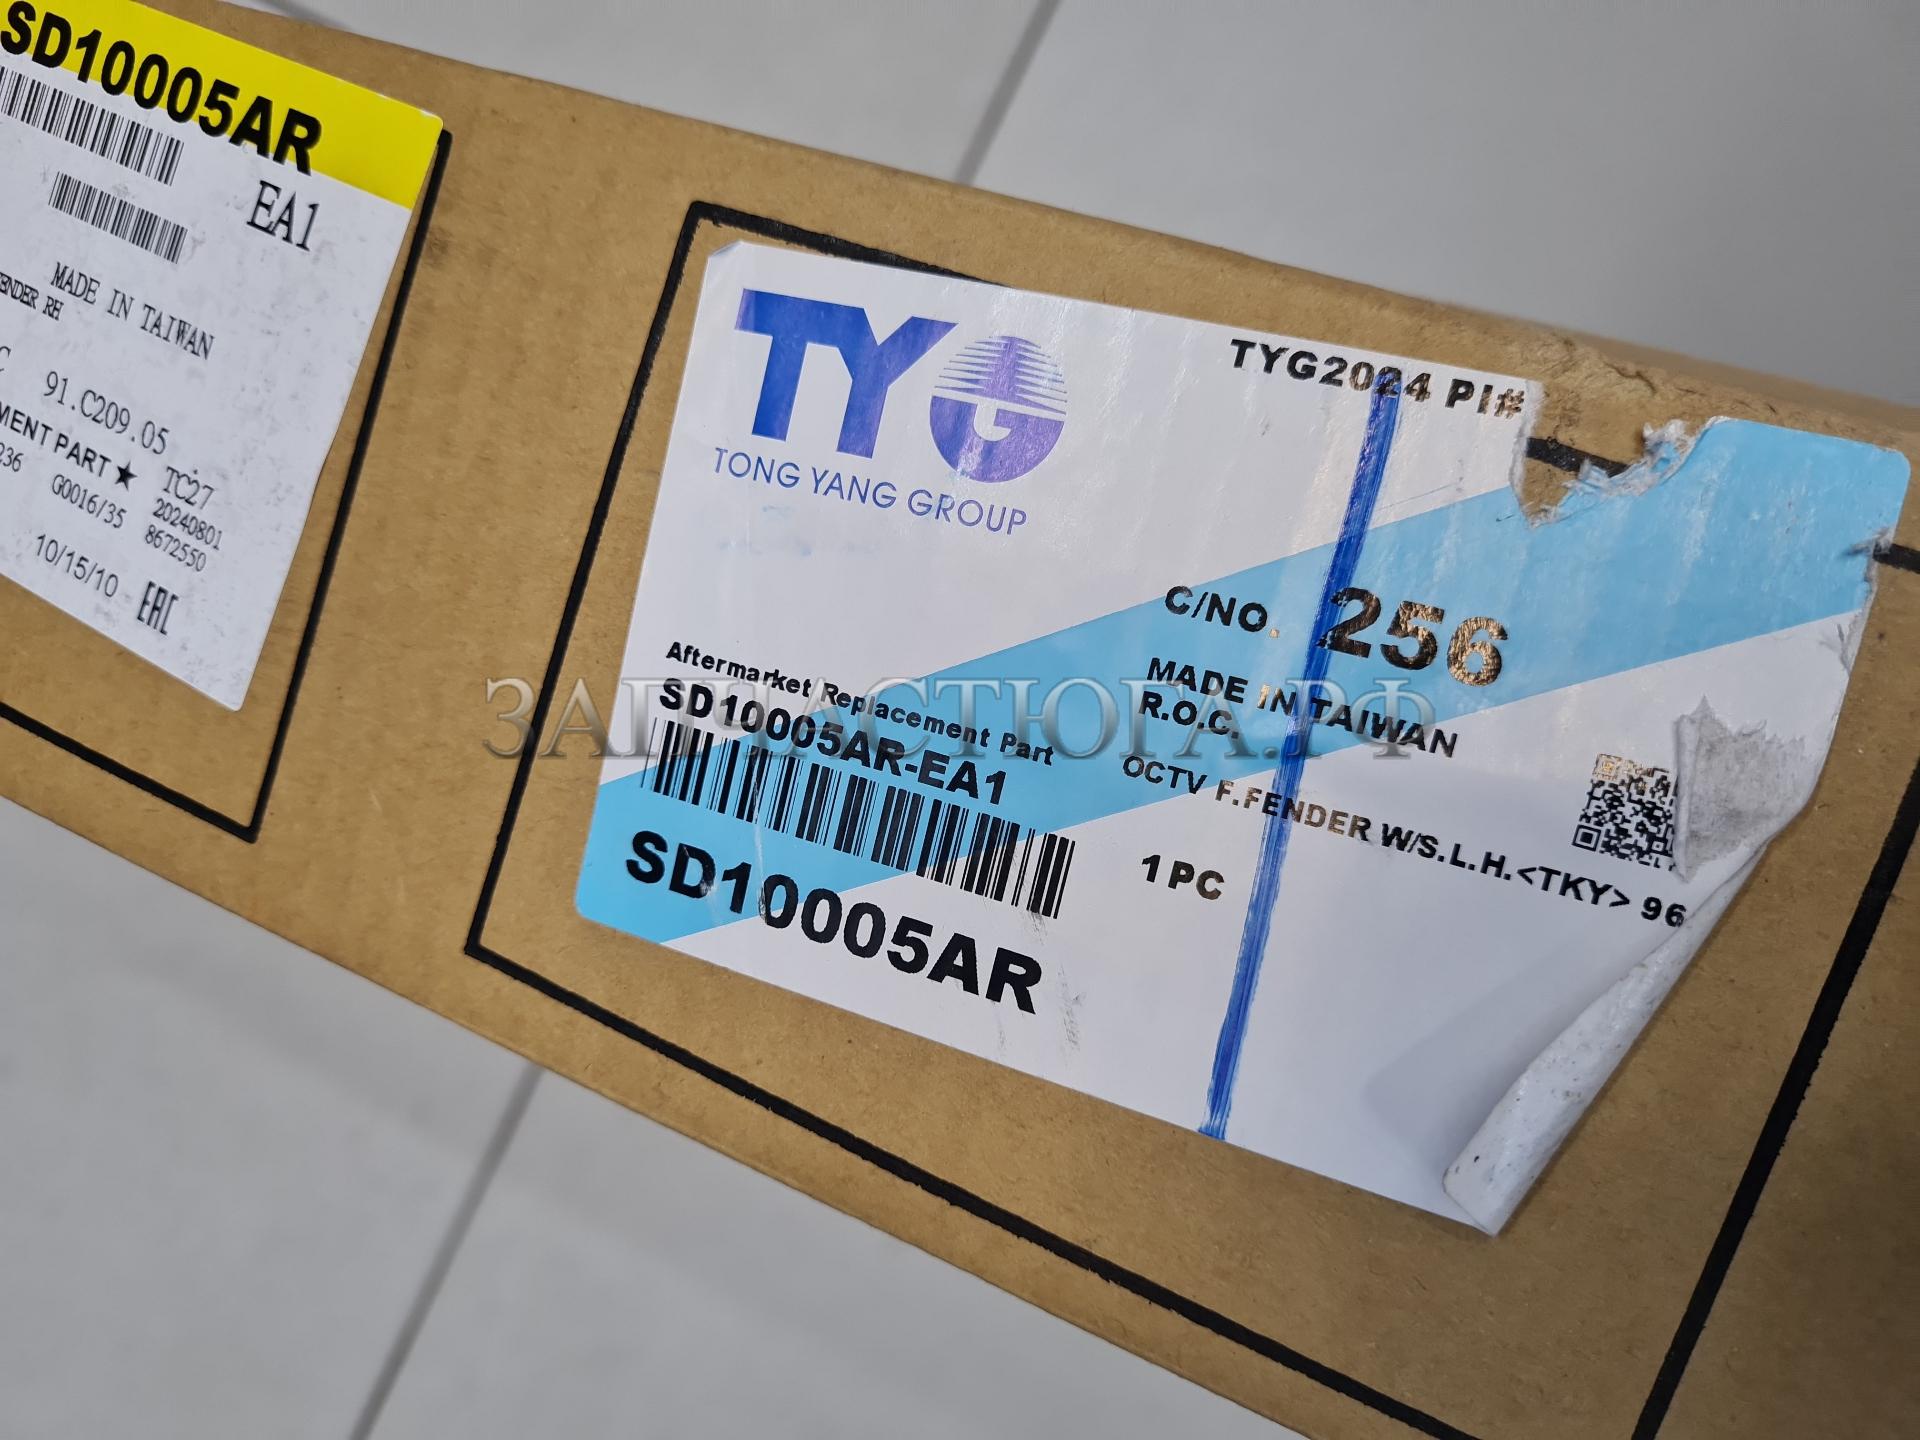 SD10005AR
EA1
MADE IN TAIWAN
FENDER RH
91.C209.05
PART ★
TC27
G0016/35
20240801
8672550
10/15/10
EAC
TYG
TONG YANG GROUP
TYG2024 PI#
C/NO. 256
MADE IN TAIWAN
R.O.C.
Aftermarket Replacement Part
SD10005AR-EA1
OCTV F.FENDER W/S.L.H.<TKY> 96
1PC
SD10005AR
ЗАПЧАСТЮГА.РФ